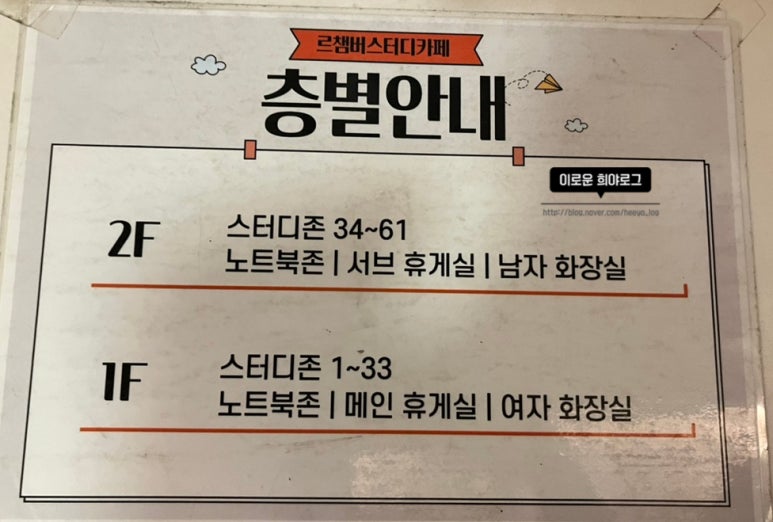 르챔버스터디카페
층별안내
이로운 희야로그
http://blog.naver.com/heeya_log
2F
스터디존 34~61
노트북존 | 서브 휴게실 | 남자 화장실
1F
스터디존 1~33
노트북존 | 메인 휴게실 | 여자 화장실